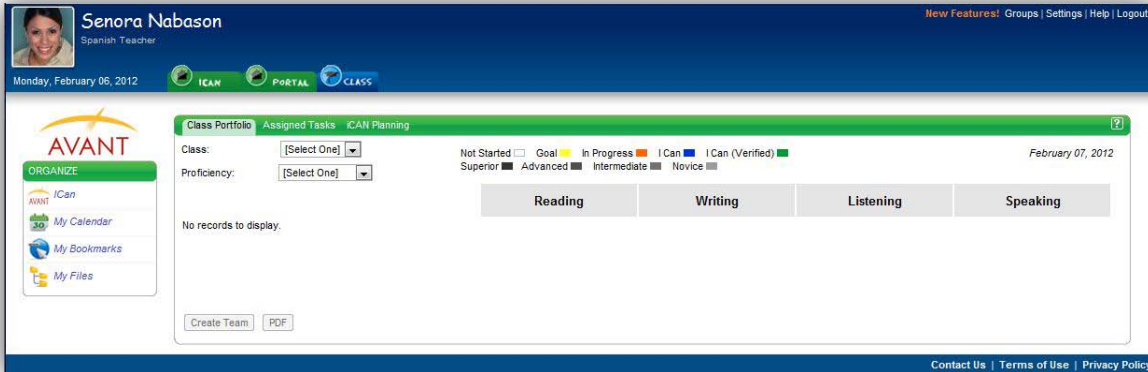 Senora Nabason
Spanish Teacher
New Features! Groups | Settings | Help | Logout
Monday, February 06, 2012
ICAN PORTAL CLASS
AVANT
ORGANIZE
AVANT ICan
30 My Calendar
My Bookmarks
My Files
Class Portfolio Assigned Tasks iCAN Planning ?
Class: [Select One]
Proficiency: [Select One]
Not Started Goal In Progress I Can I Can (Verified)
Superior Advanced Intermediate Novice
February 07, 2012
Reading Writing Listening Speaking
No records to display.
Create Team PDF
Contact Us | Terms of Use | Privacy Policy